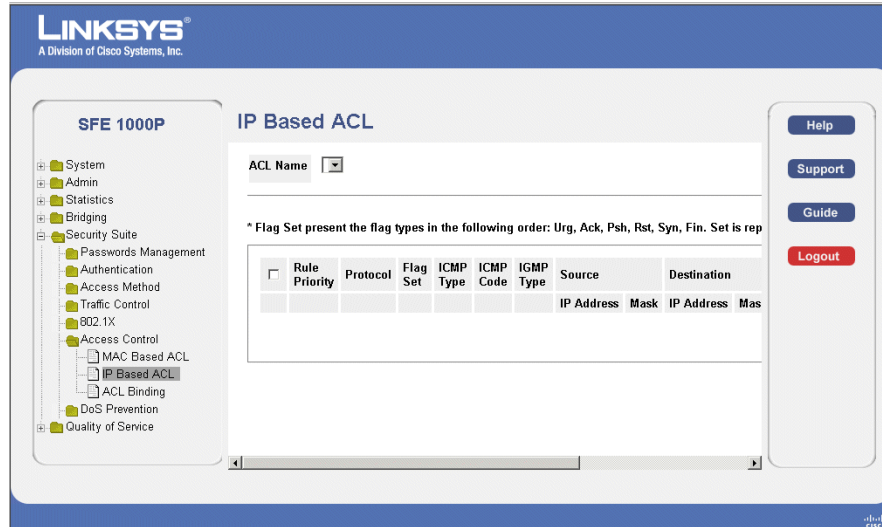 LINKSYS®
A Division of Cisco Systems, Inc.
SFE 1000P
System
Admin
Statistics
Bridging
Security Suite
Passwords Management
Authentication
Access Method
Traffic Control
802.1X
Access Control
MAC Based ACL
IP Based ACL
ACL Binding
DoS Prevention
Quality of Service
IP Based ACL
ACL Name
* Flag Set present the flag types in the following order: Urg, Ack, Psh, Rst, Syn, Fin. Set is rep
Rule Priority Protocol Flag Set ICMP Type ICMP Code IGMP Type Source Destination
IP Address Mask IP Address Mas
Help
Support
Guide
Logout